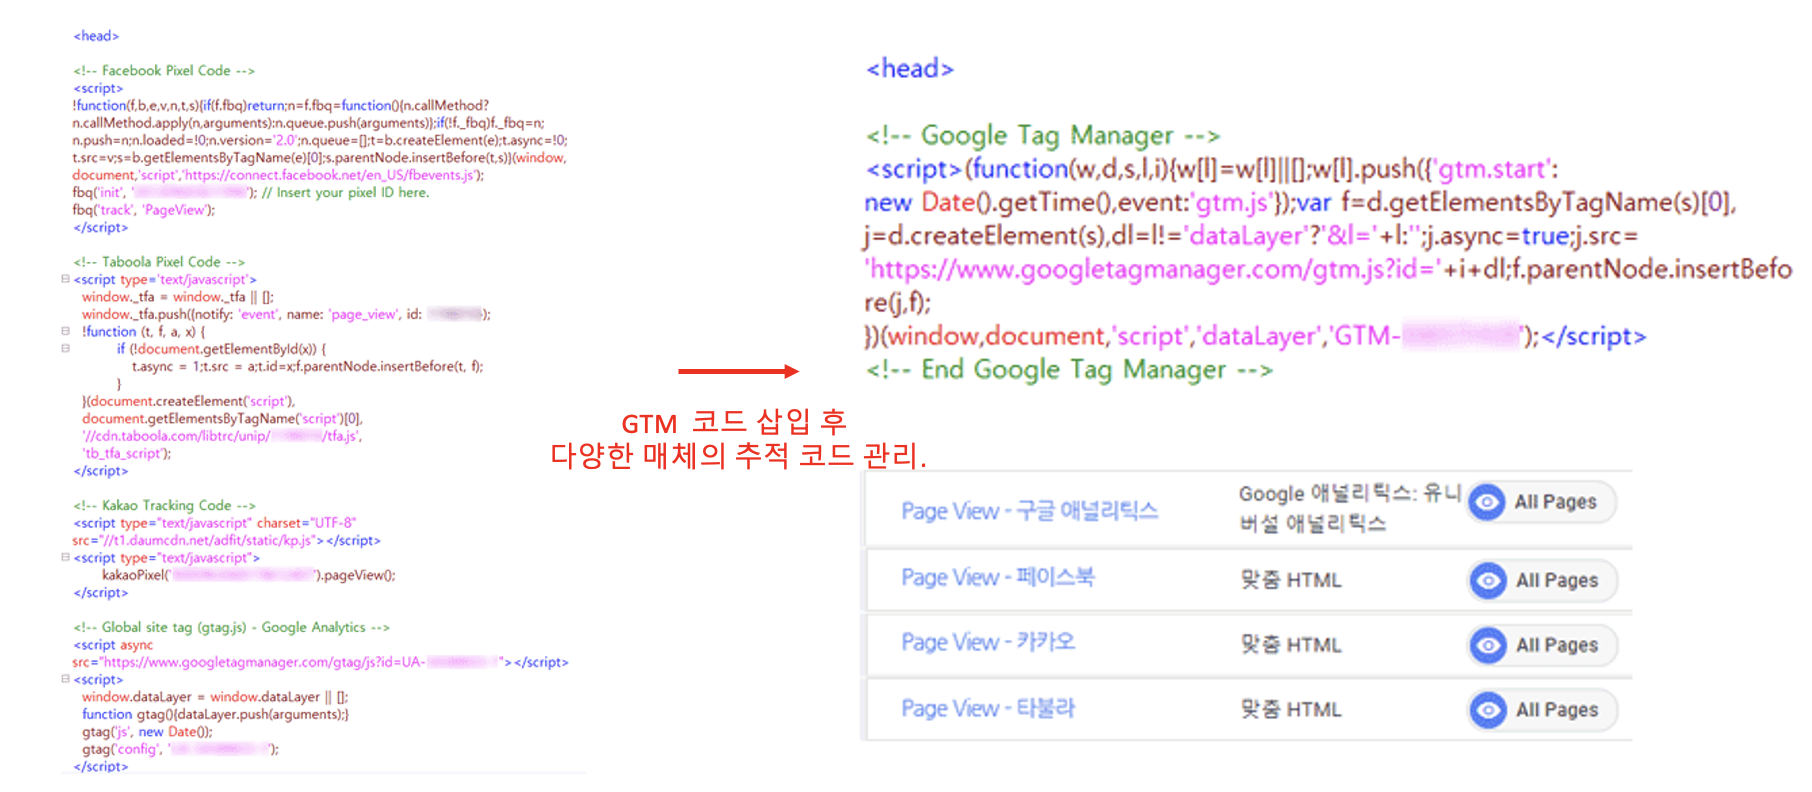 <head>
<!-- Facebook Pixel Code -->
<script>
!function(f,b,e,v,n,t,s){if(f.fbq)return;n=f.fbq=function(){n.callMethod?
n.callMethod.apply(n,arguments):n.queue.push(arguments)};if(!f._fbq)f._fbq=n;
n.push=n;n.loaded=!0;n.version='2.0';n.queue=[];t=b.createElement(e);t.async=!0;
t.src=v;s=b.getElementsByTagName(e)[0];s.parentNode.insertBefore(t,s)}(window,
document,'script','https://connect.facebook.net/en_US/fbevents.js');
fbq('init', ''); // Insert your pixel ID here.
fbq('track', 'PageView');
</script>
<!-- Taboola Pixel Code -->
<script type='text/javascript'>
window._tfa = window._tfa || [];
window._tfa.push({notify: 'event', name: 'page_view', id: );
!function (t, f, a, x) {
if (!document.getElementById(x)) {
t.async = 1;t.src = a;t.id=x;f.parentNode.insertBefore(t, f);
}
}(document.createElement('script'),
document.getElementsByTagName('script')[0],
'//cdn.taboola.com/libtrc/unip/ /tfa.js',
'tb_tfa_script');
</script>
<!-- Kakao Tracking Code -->
<script type="text/javascript" charset="UTF-8"
src="//t1.daumcdn.net/adfit/static/kp.js"></script>
<script type="text/javascript">
kakaoPixel('').pageView();
</script>
<!-- Global site tag (gtag.js) - Google Analytics -->
<script async
src="https://www.googletagmanager.com/gtag/js?id=UA- "></script>
<script>
window.dataLayer = window.dataLayer || [];
function gtag(){dataLayer.push(arguments);}
gtag('js', new Date());
gtag('config', '');
</script>
GTM 코드 삽입 후
다양한 매체의 추적 코드 관리.
<head>
<!-- Google Tag Manager -->
<script>(function(w,d,s,l,i){w[l]=w[l]||[];w[l].push({'gtm.start':
new Date().getTime(),event:'gtm.js'});var f=d.getElementsByTagName(s)[0],
j=d.createElement(s),dl=l!='dataLayer'?'&l='+l:'';j.async=true;j.src=
'https://www.googletagmanager.com/gtm.js?id='+i+dl;f.parentNode.insertBefo
re(j,f);
})(window,document,'script','dataLayer','GTM- ');</script>
<!-- End Google Tag Manager -->
Page View - 구글 애널리틱스 Google 애널리틱스: 유니 All Pages
버설 애널리틱스
Page View - 페이스북 맞춤 HTML All Pages
Page View - 카카오 맞춤 HTML All Pages
Page View - 타불라 맞춤 HTML All Pages